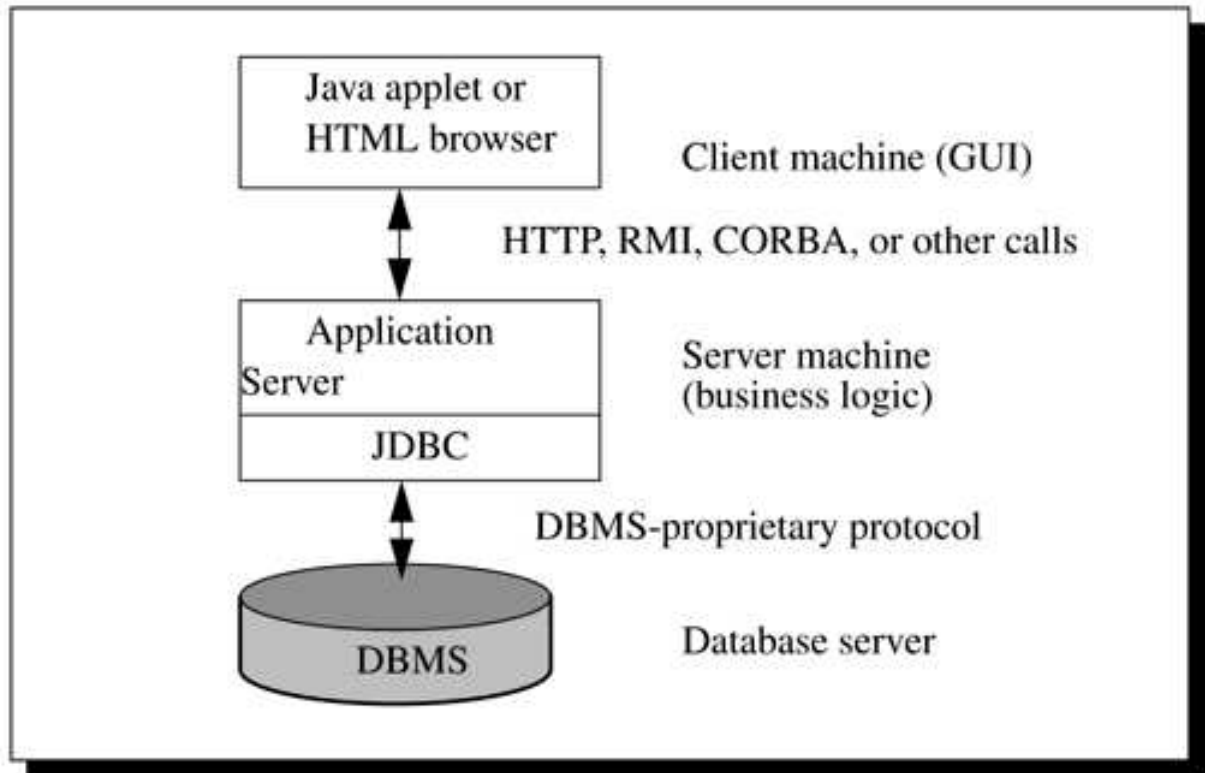 Java applet or
HTML browser
Client machine (GUI)
HTTP, RMI, CORBA, or other calls
Application
Server
Server machine
(business logic)
JDBC
DBMS-proprietary protocol
DBMS
Database server